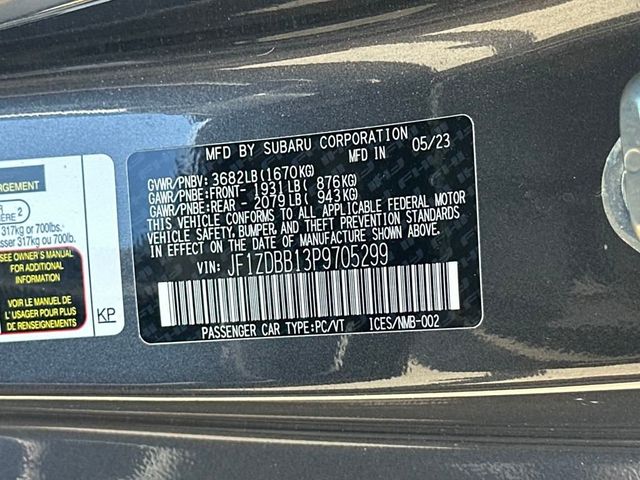 MFD BY SUBARU CORPORATION 05/23
MFD IN
GVWR/PNBV: 3682LB(1670KG)
GAWR/PNBE:FRONT- 1931LB( 876KG)
GAWR/PNBE:REAR - 2079LB( 943KG)
THIS VEHICLE CONFORMS TO ALL APPLICABLE FEDERAL MOTOR
VEHICLE SAFETY, BUMPER, AND THEFT PREVENTION STANDARDS
IN EFFECT ON THE DATE OF MANUFACTURE SHOWN ABOVE.
VIN: JF1ZDBB13P9705299
PASSENGER CAR TYPE:PC/VT ICES/NMB-002
ARGEMENT
2
317kg or 700lbs.
sser 317kg ou 700lb.
SEE OWNER'S MANUAL
FOR ADDITIONAL
INFORMATION
VOIR LE MANUEL DE
L'USAGER POUR PLUS
DE RENSEIGNEMENTS
KP